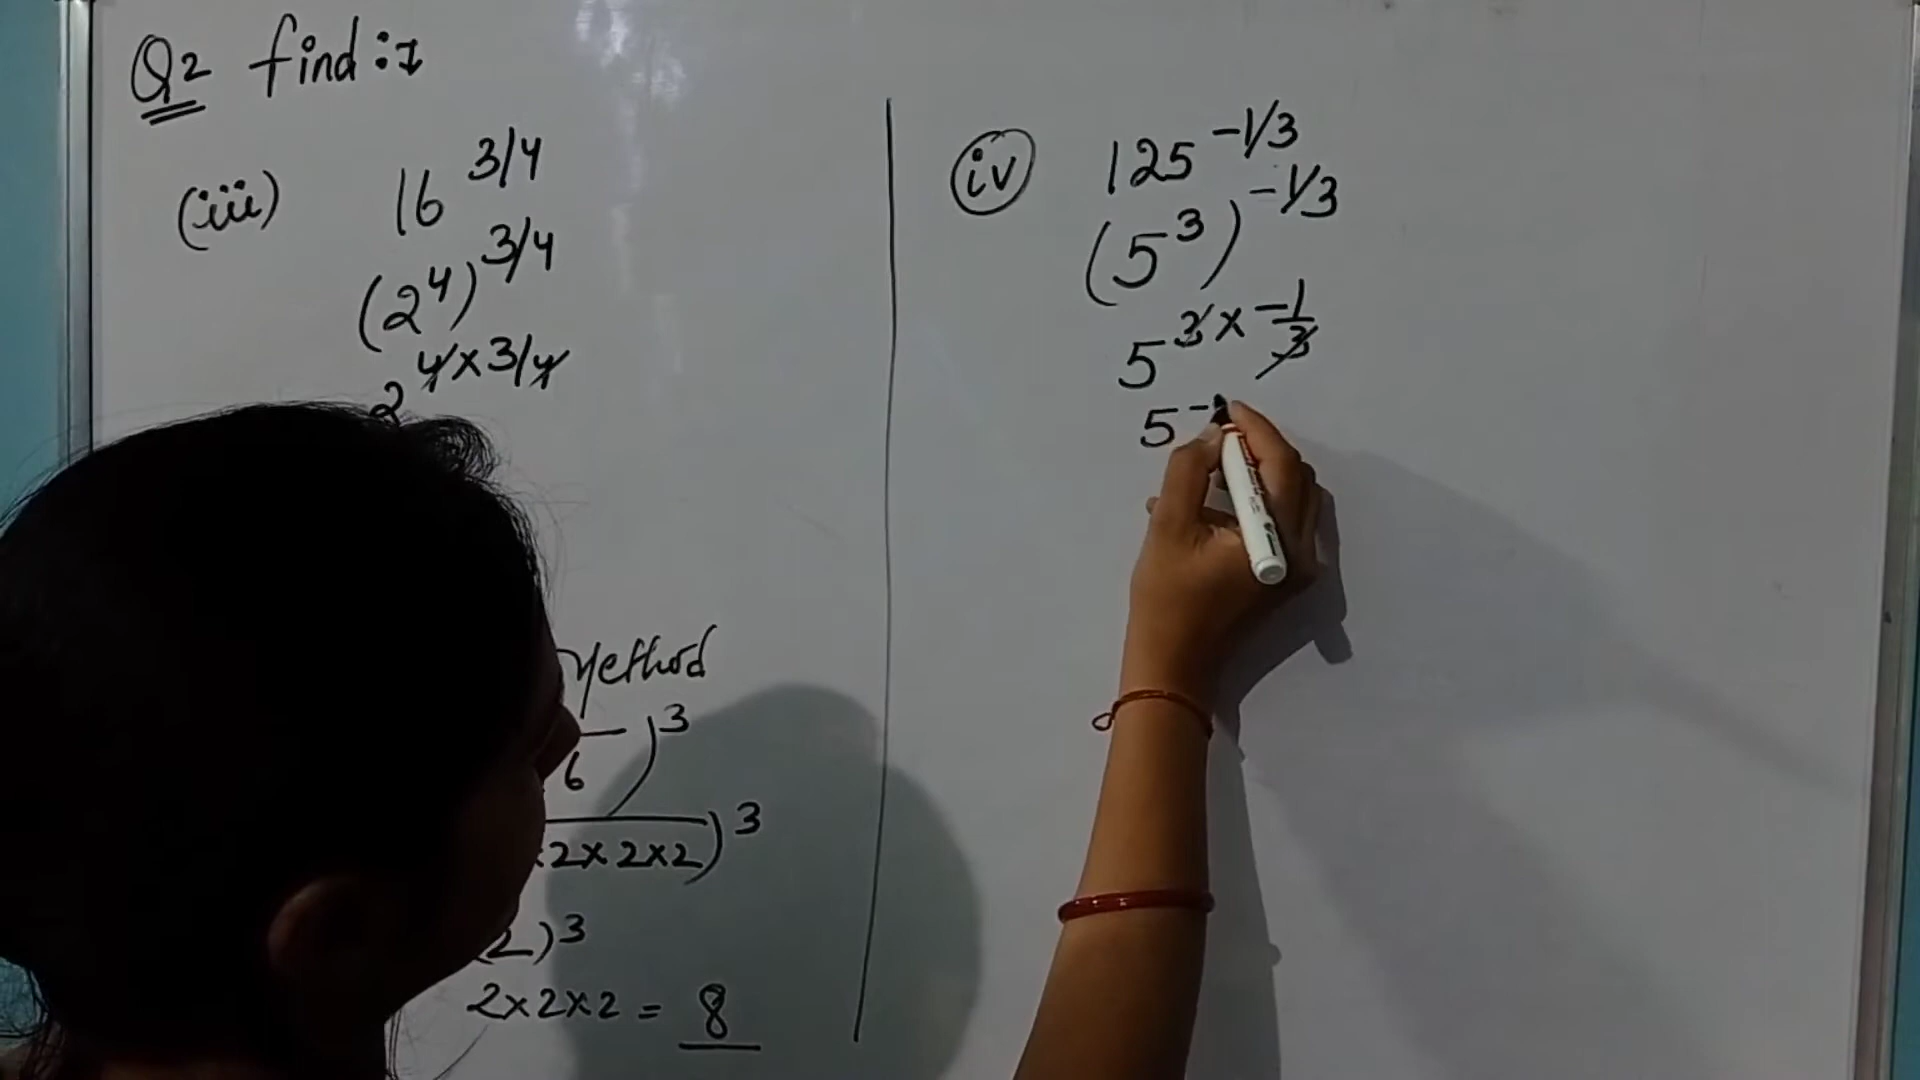 Q2 find :-
(iii) 16^3/4
(2^4)^3/4
2^4×3/4
Method
6)^3
2×2×2)^3
2)^3
2×2×2 = 8
(iv) 125^-1/3
(5^3)^-1/3
5^3×-1/3
5^-